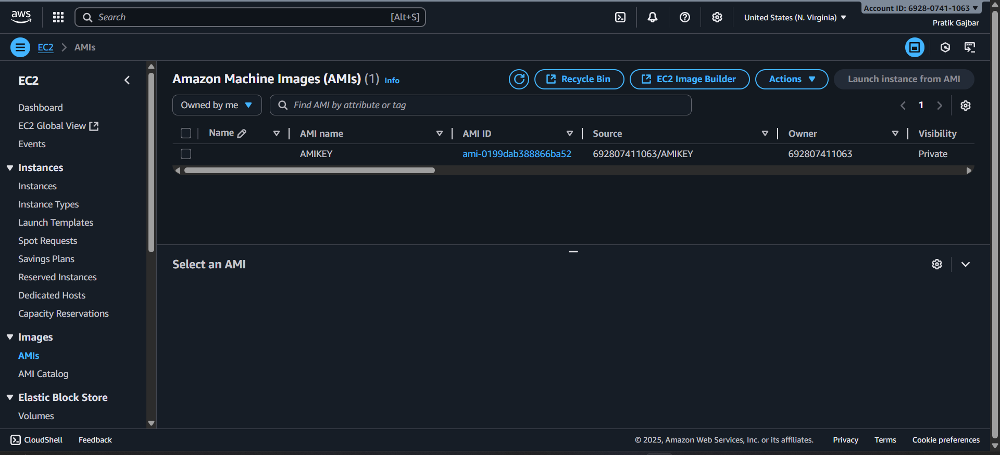 aws
Search [Alt+S]
United States (N. Virginia)
Account ID: 6928-0741-1063
Pratik Gajbar
EC2 AMIs
EC2
Dashboard
EC2 Global View
Events
Instances
Instances
Instance Types
Launch Templates
Spot Requests
Savings Plans
Reserved Instances
Dedicated Hosts
Capacity Reservations
Images
AMIs
AMI Catalog
Elastic Block Store
Volumes
Amazon Machine Images (AMIs) (1) Info
Recycle Bin
EC2 Image Builder
Actions
Launch instance from AMI
Owned by me
Find AMI by attribute or tag
1
Name AMI name AMI ID Source Owner Visibility
AMIKEY ami-0199dab388866ba52 692807411063/AMIKEY 692807411063 Private
Select an AMI
CloudShell Feedback
© 2025, Amazon Web Services, Inc. or its affiliates. Privacy Terms Cookie preferences